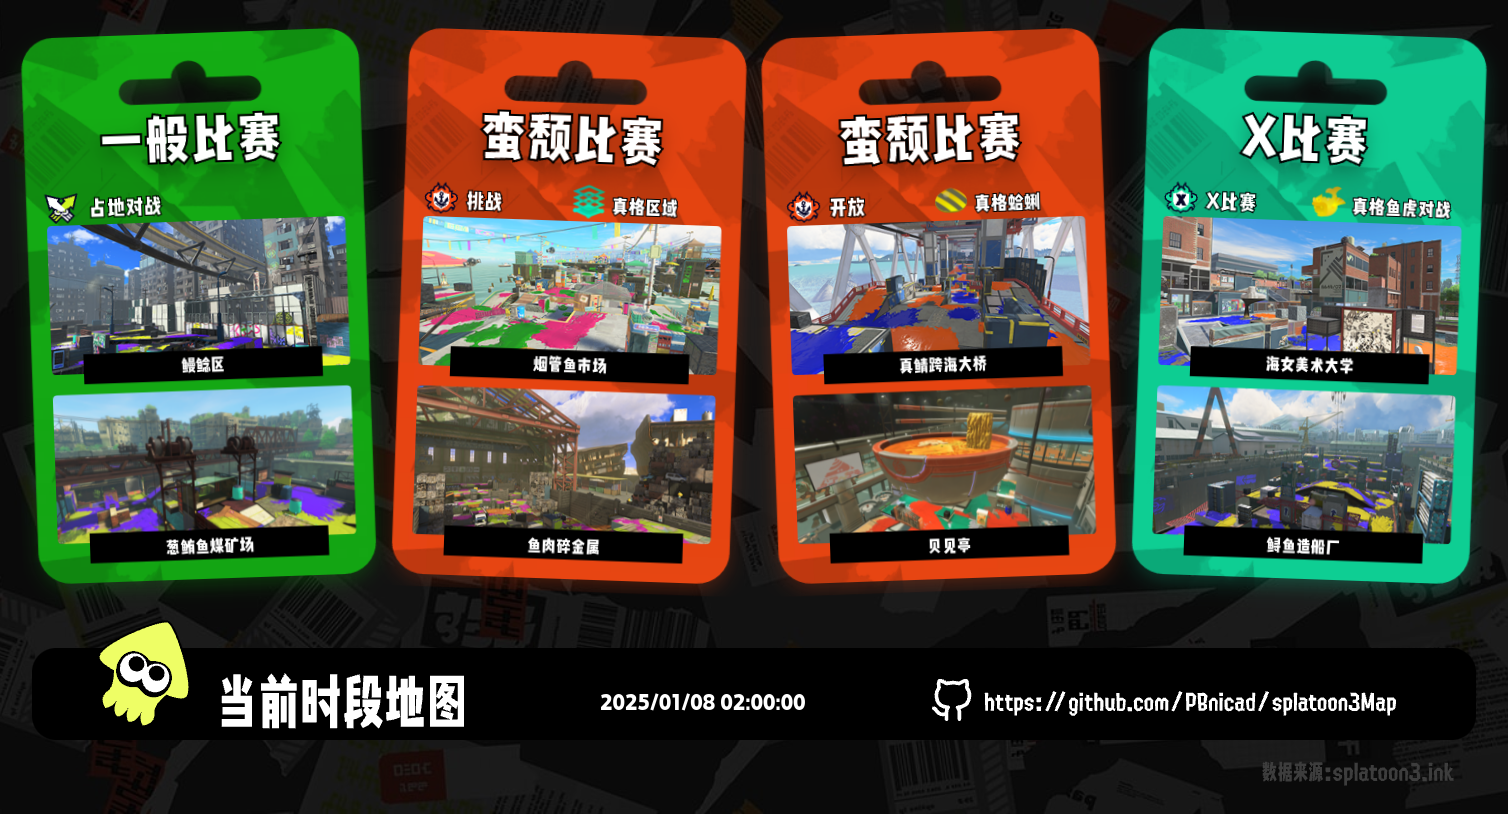 一般比赛
占地对战
鳗鲶区
葱鲔鱼煤矿场
蛮颓比赛
挑战
真格区域
烟管鱼市场
鱼肉碎金属
蛮颓比赛
开放
真格蛤蜊
真鲭跨海大桥
贝见亭
X比赛
X比赛
真格鱼虎对战
海女美术大学
鲟鱼造船厂
当前时段地图
2025/01/08 02:00:00
https://github.com/PBnicad/splatoon3Map
数据来源:splatoon3.ink